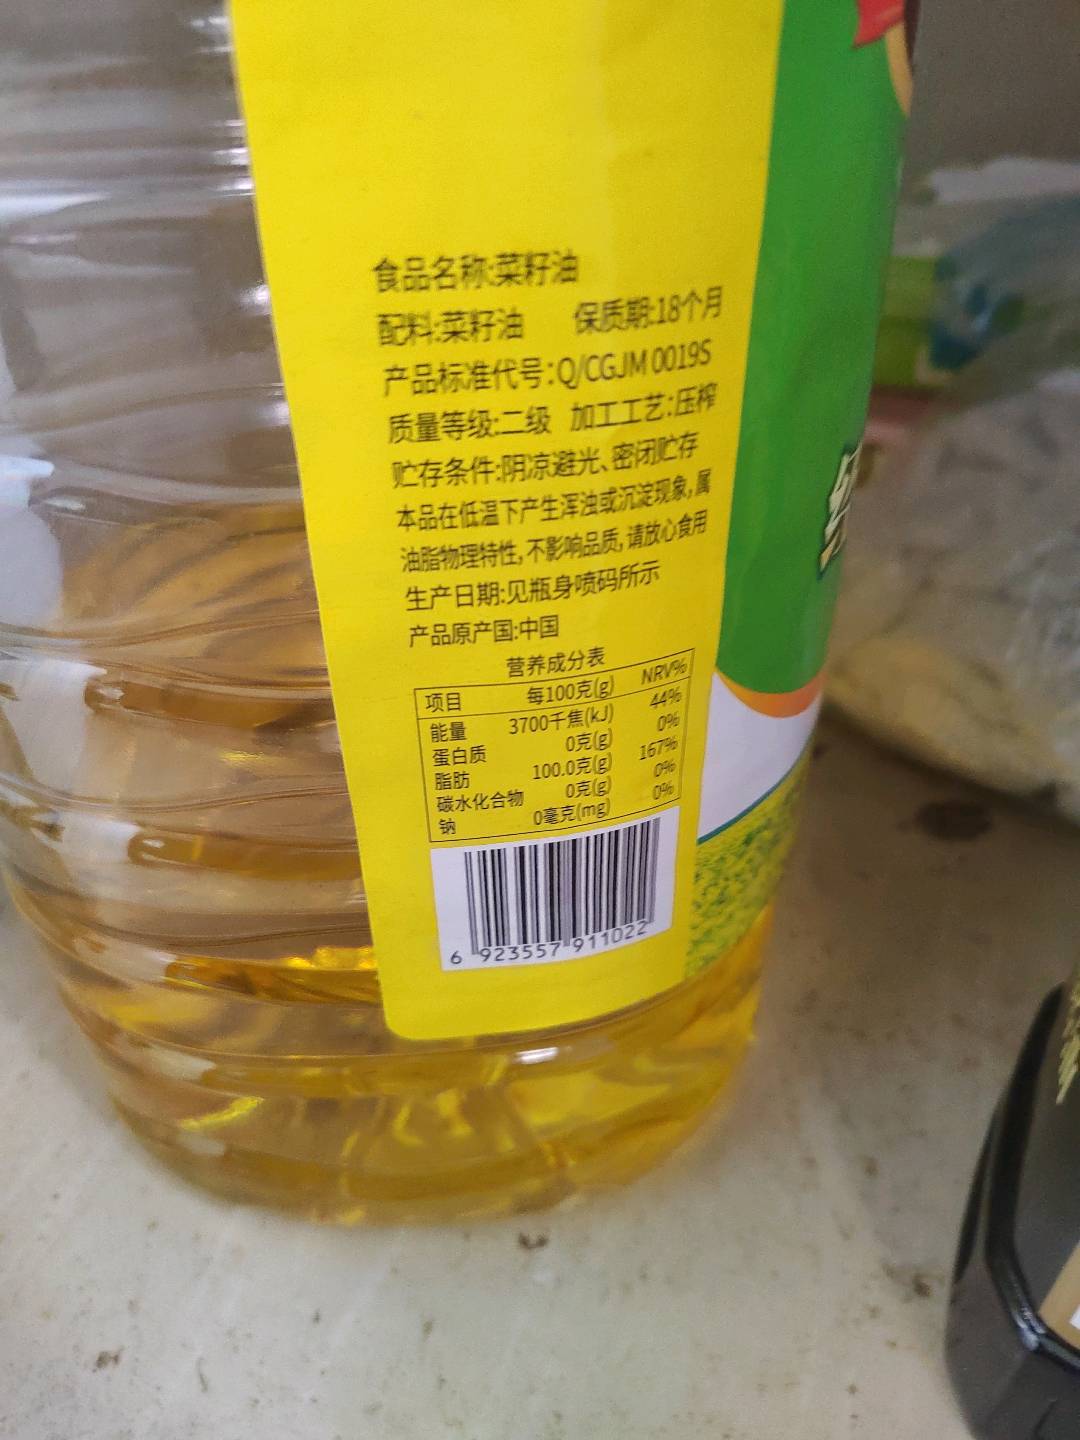 食品名称:菜籽油
配料:菜籽油 保质期:18个月
产品标准代号:Q/CGJM 0019S
质量等级:二级 加工工艺:压榨
贮存条件:阴凉避光、密闭贮存
本品在低温下产生浑浊或沉淀现象,属
油脂物理特性,不影响品质,请放心食用
生产日期:见瓶身喷码所示
产品原产国:中国
营养成分表
项目 每100克(g) NRV%
能量 3700千焦(kJ) 44%
蛋白质 0克(g) 0%
脂肪 100.0克(g) 167%
碳水化合物 0克(g) 0%
钠 0毫克(mg) 0%
6 923557 911022